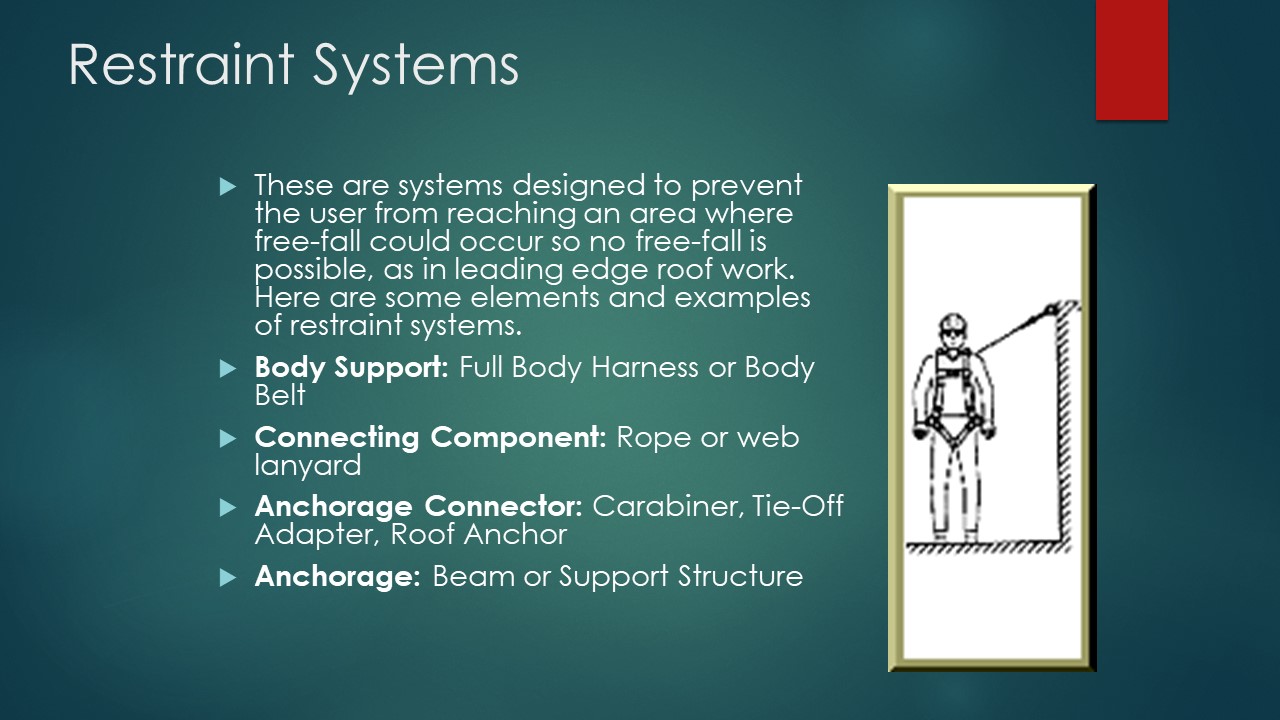 Restraint Systems
These are systems designed to prevent
the user from reaching an area where
free-fall could occur so no free-fall is
possible, as in leading edge roof work.
Here are some elements and examples
of restraint systems.
Body Support: Full Body Harness or Body
Belt
Connecting Component: Rope or web
lanyard
Anchorage Connector: Carabiner, Tie-Off
Adapter, Roof Anchor
Anchorage: Beam or Support Structure